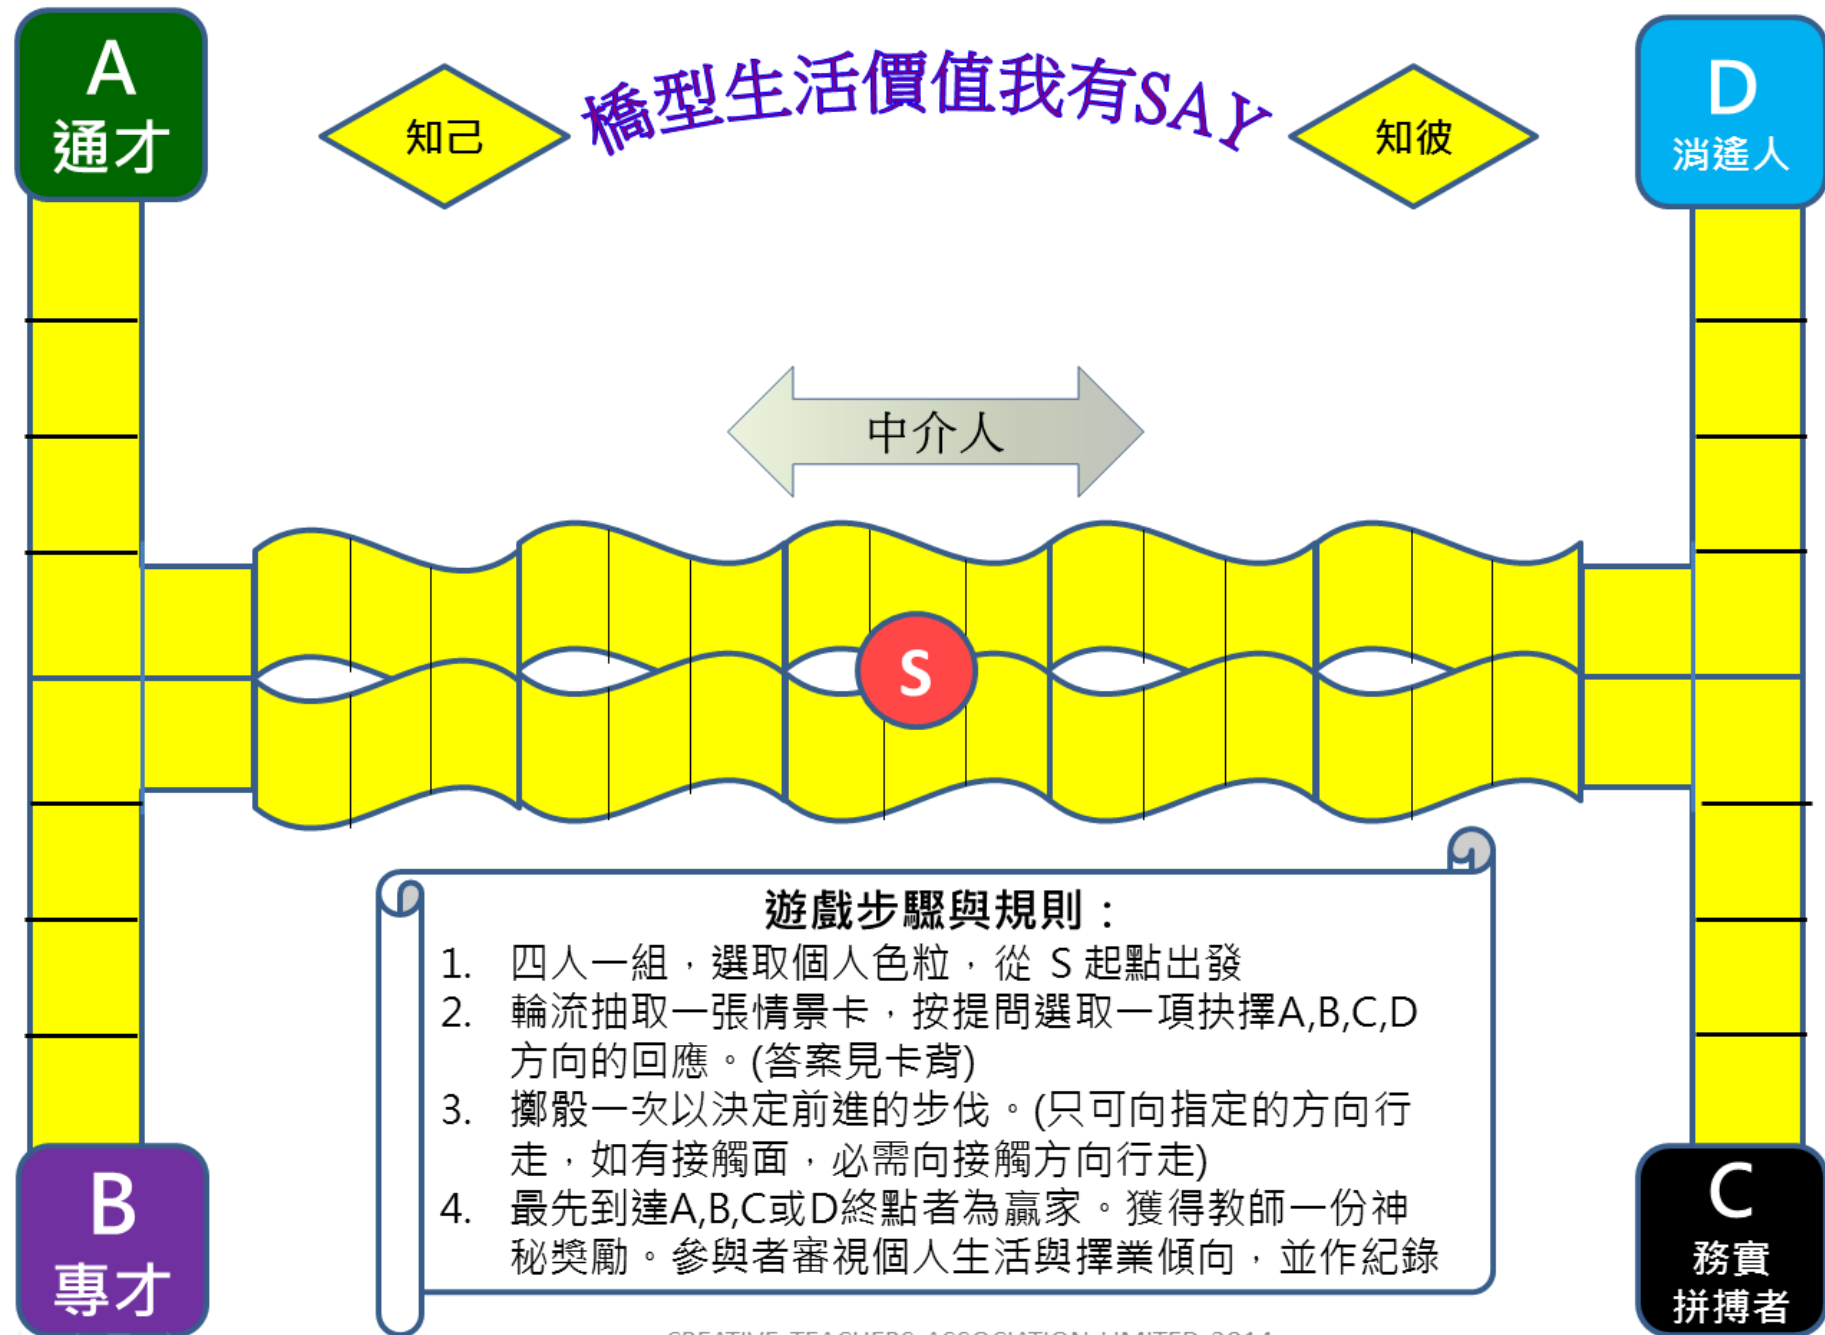 A
通才
知己
橋型生活價值我有SAY
知彼
D
消遙人
中介人
S
遊戲步驟與規則：
1. 四人一組，選取個人色粒，從 S 起點出發
2. 輪流抽取一張情景卡，按提問選取一項抉擇A,B,C,D
方向的回應。(答案見卡背)
3. 擲骰一次以決定前進的步伐。(只可向指定的方向行
走，如有接觸面，必需向接觸方向行走)
4. 最先到達A,B,C或D終點者為贏家。獲得教師一份神
秘獎勵。參與者審視個人生活與擇業傾向，並作紀錄
B
專才
C
務實
拼搏者
CREATIVE TEACHERS ASSOCIATION LIMITED 2014